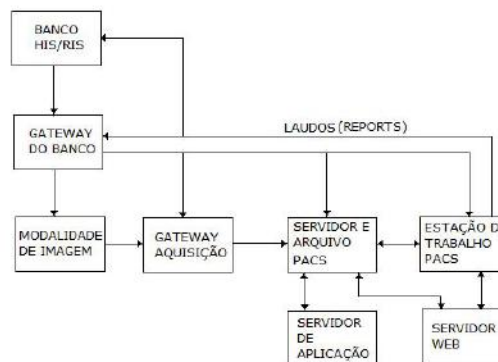 BANCO
HIS/RIS
GATEWAY
DO BANCO
LAUDOS (REPORTS)
MODALIDADE
DE IMAGEM
GATEWAY
AQUISIÇÃO
SERVIDOR E
ARQUIVO
PACS
ESTAÇÃO D
TRABALHO
PACS
SERVIDOR
DE
APLICAÇÃO
SERVIDOR
WEB